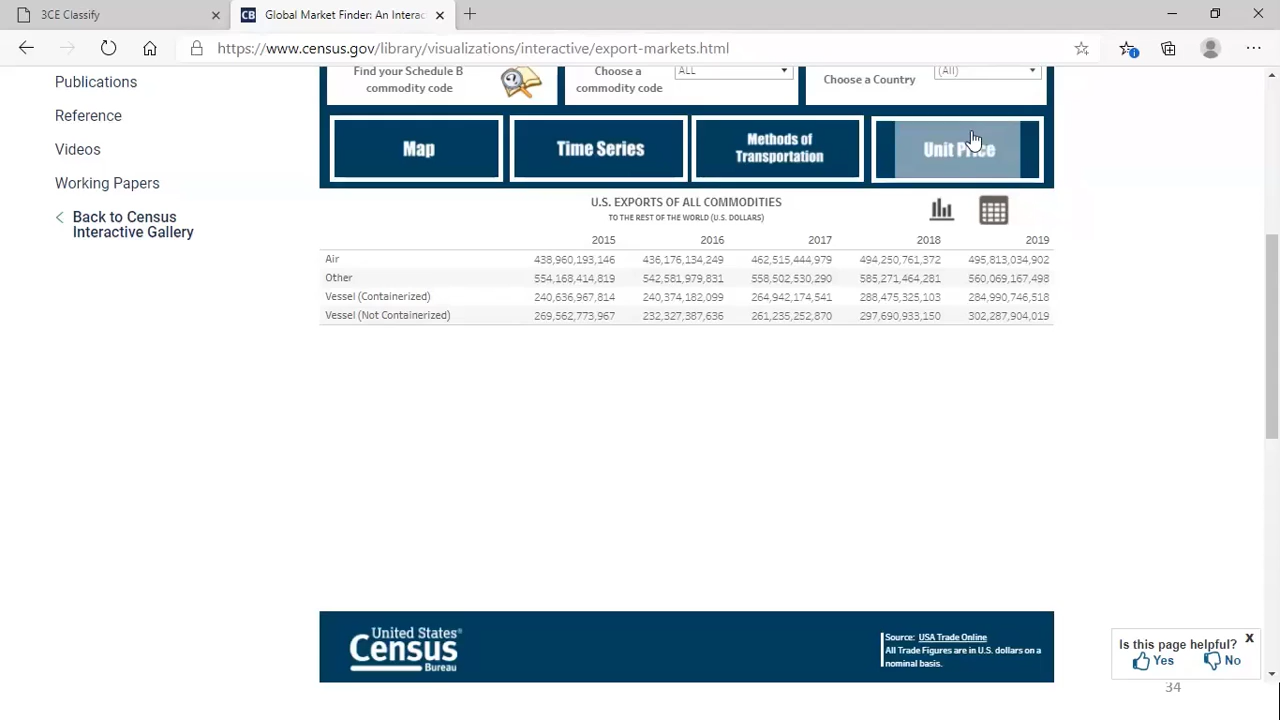 3CE Classify
Global Market Finder: An Interac
https://www.census.gov/library/visualizations/interactive/export-markets.html
Publications
Reference
Videos
Working Papers
Back to Census
Interactive Gallery
Find your Schedule B
commodity code
Choose a
commodity code
ALL
Choose a Country
(All)
Map
Time Series
Methods of
Transportation
Unit Price
U.S. EXPORTS OF ALL COMMODITIES
TO THE REST OF THE WORLD (U.S. DOLLARS)
2015 2016 2017 2018 2019
Air 438,960,193,146 436,176,134,249 462,515,444,979 494,250,761,372 495,813,034,902
Other 554,168,414,819 542,581,979,831 558,502,530,290 585,271,464,281 560,069,167,498
Vessel (Containerized) 240,636,967,814 240,374,182,099 264,942,174,541 288,475,325,103 284,990,746,518
Vessel (Not Containerized) 269,562,773,967 232,327,387,636 261,235,252,870 297,690,933,150 302,287,904,019
United States®
Census
Bureau
Source: USA Trade Online
All Trade Figures are in U.S. dollars on a
nominal basis.
Is this page helpful? X
Yes No
34